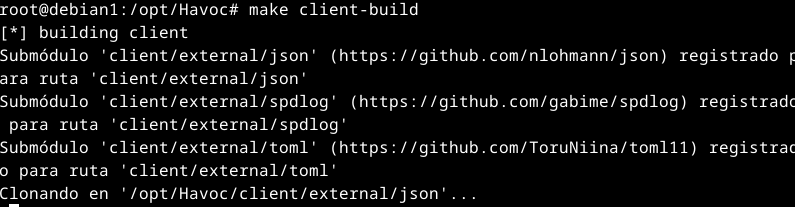 root@debian1:/opt/Havoc# make client-build
[*] building client
Submódulo 'client/external/json' (https://github.com/nlohmann/json) registrado p
ara ruta 'client/external/json'
Submódulo 'client/external/spdlog' (https://github.com/gabime/spdlog) registrado
 para ruta 'client/external/spdlog'
Submódulo 'client/external/toml' (https://github.com/ToruNiina/toml11) registrad
o para ruta 'client/external/toml'
Clonando en '/opt/Havoc/client/external/json'...